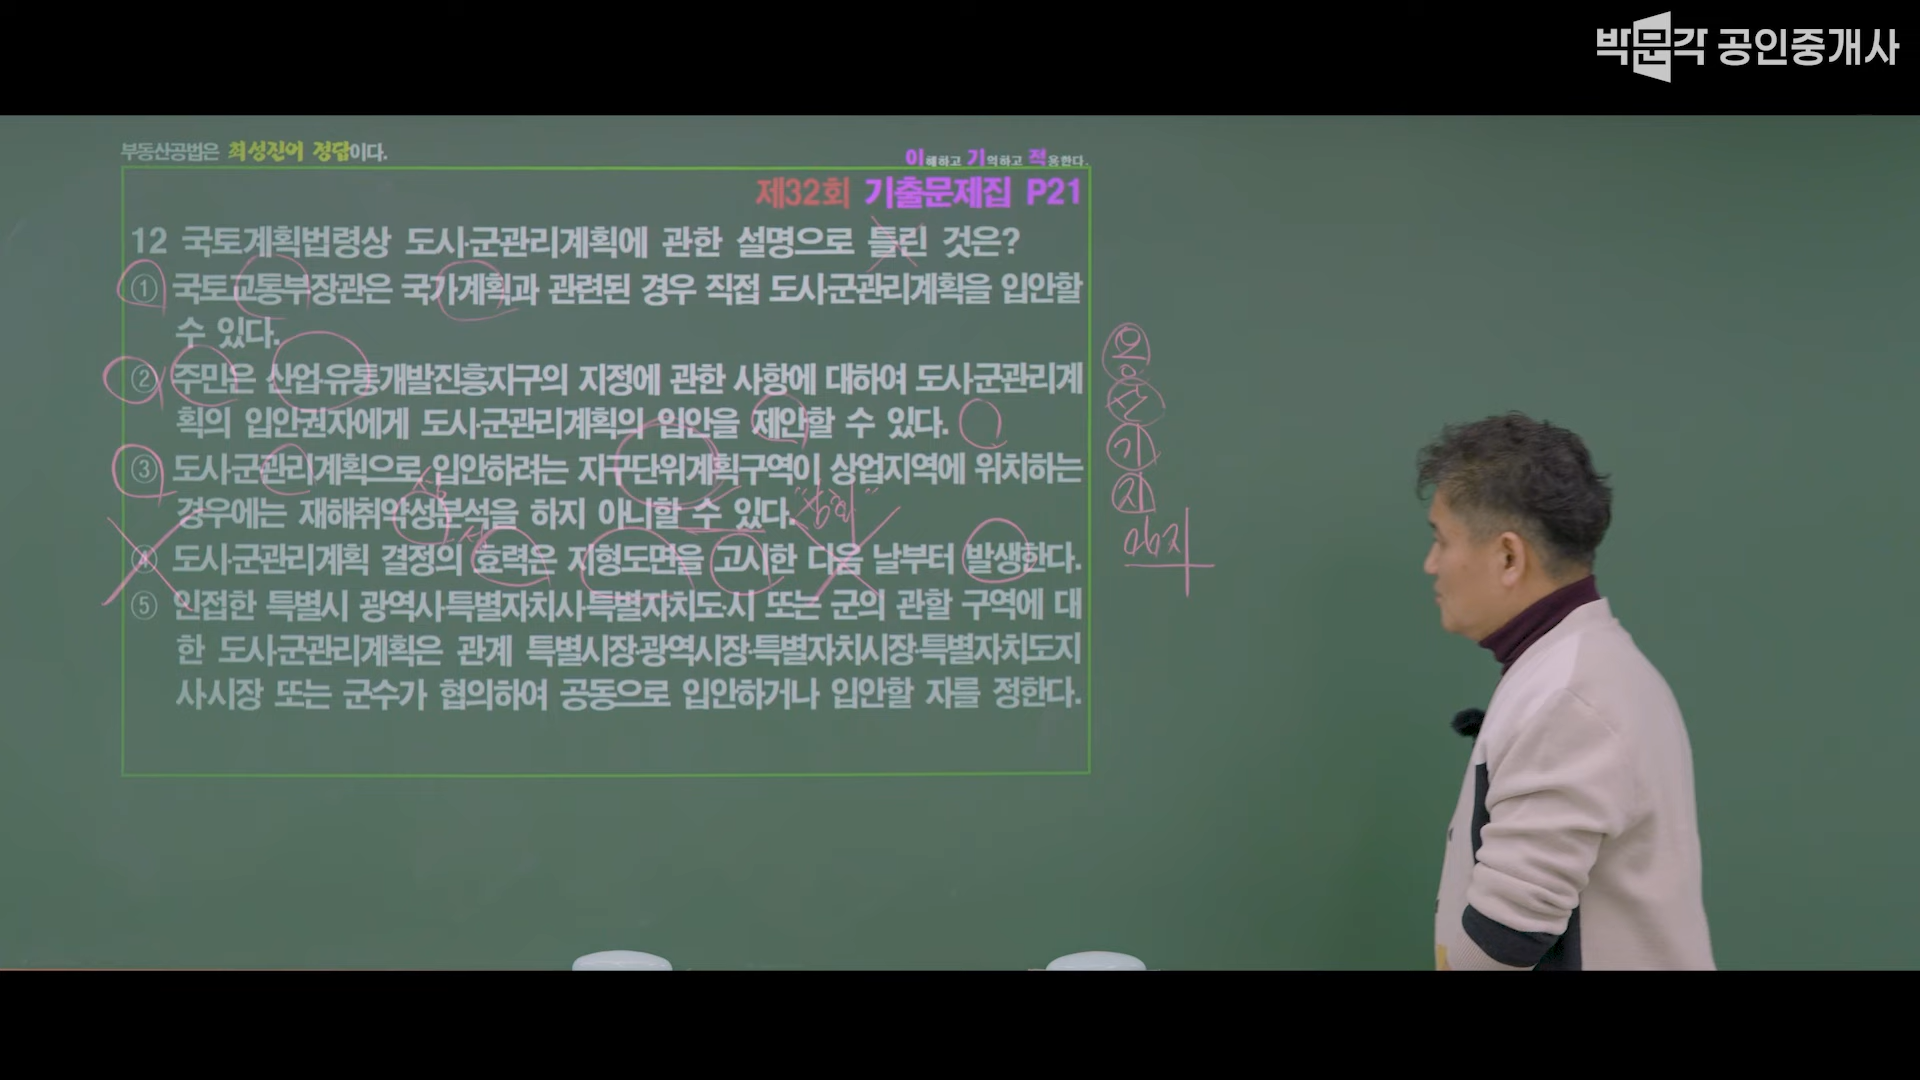 박문각 공인중개사
부동산공법은 최성진이 정답이다.
이해하고 기억하고 적용한다.
제32회 기출문제집 P21
12 국토계획법령상 도시·군관리계획에 관한 설명으로 틀린 것은?
① 국토교통부장관은 국가계획과 관련된 경우 직접 도시·군관리계획을 입안할
수 있다.
② 주민은 산업·유통개발진흥지구의 지정에 관한 사항에 대하여 도시·군관리계
획의 입안권자에게 도시·군관리계획의 입안을 제안할 수 있다.
③ 도시·군관리계획으로 입안하려는 지구단위계획구역이 상업지역에 위치하는
경우에는 재해취약성분석을 하지 아니할 수 있다.
④ 도시·군관리계획 결정의 효력은 지형도면을 고시한 다음 날부터 발생한다.
⑤ 인접한 특별시·광역시·특별자치시·특별자치도·시 또는 군의 관할 구역에 대
한 도시·군관리계획은 관계 특별시장·광역시장·특별자치시장·특별자치도지
사·시장 또는 군수가 협의하여 공동으로 입안하거나 입안할 자를 정한다.
산
기
지